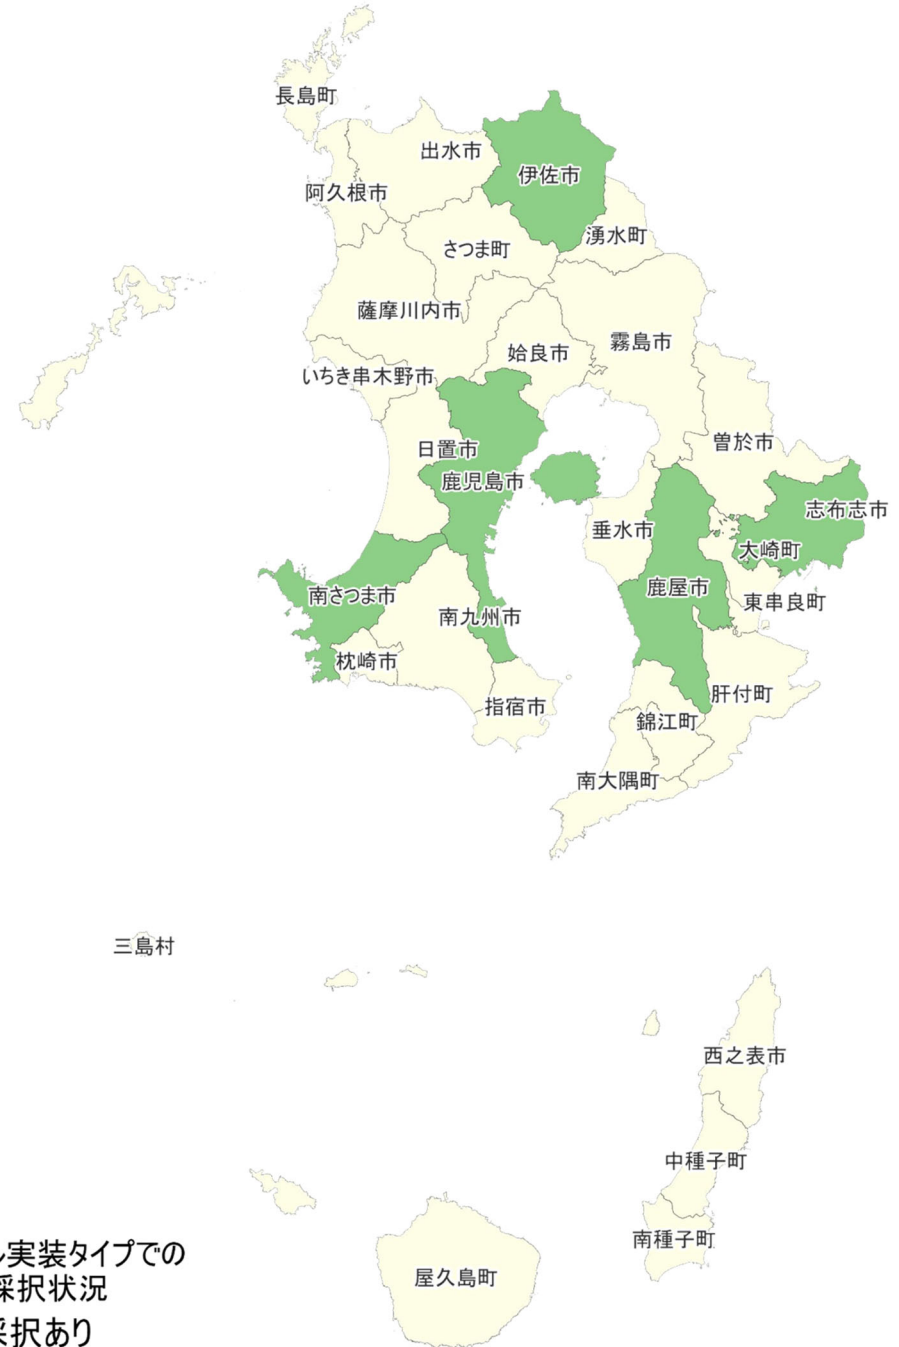 長島町
出水市
伊佐市
阿久根市
湧水町
さつま町
薩摩川内市
霧島市
姶良市
いちき串木野市
曽於市
日置市
鹿児島市
志布志市
垂水市
大崎町
鹿屋市
南さつま市
東串良町
南九州市
枕崎市
肝付町
指宿市
錦江町
南大隅町
三島村
西之表市
中種子町
南種子町
屋久島町
ル実装タイプでの
採択状況
採択あり